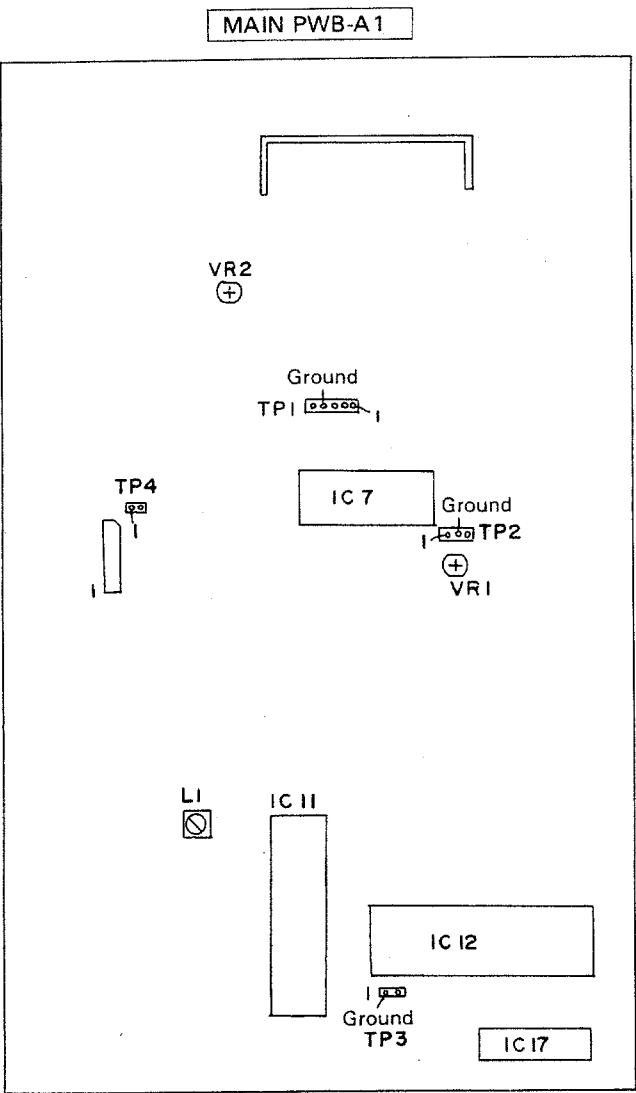 MAIN PWB-A1
VR2
Ground
TP1
1
TP4
1
1
IC 7
Ground
1
TP2
VR1
L1
IC 11
IC 12
1
Ground
TP3
IC 17